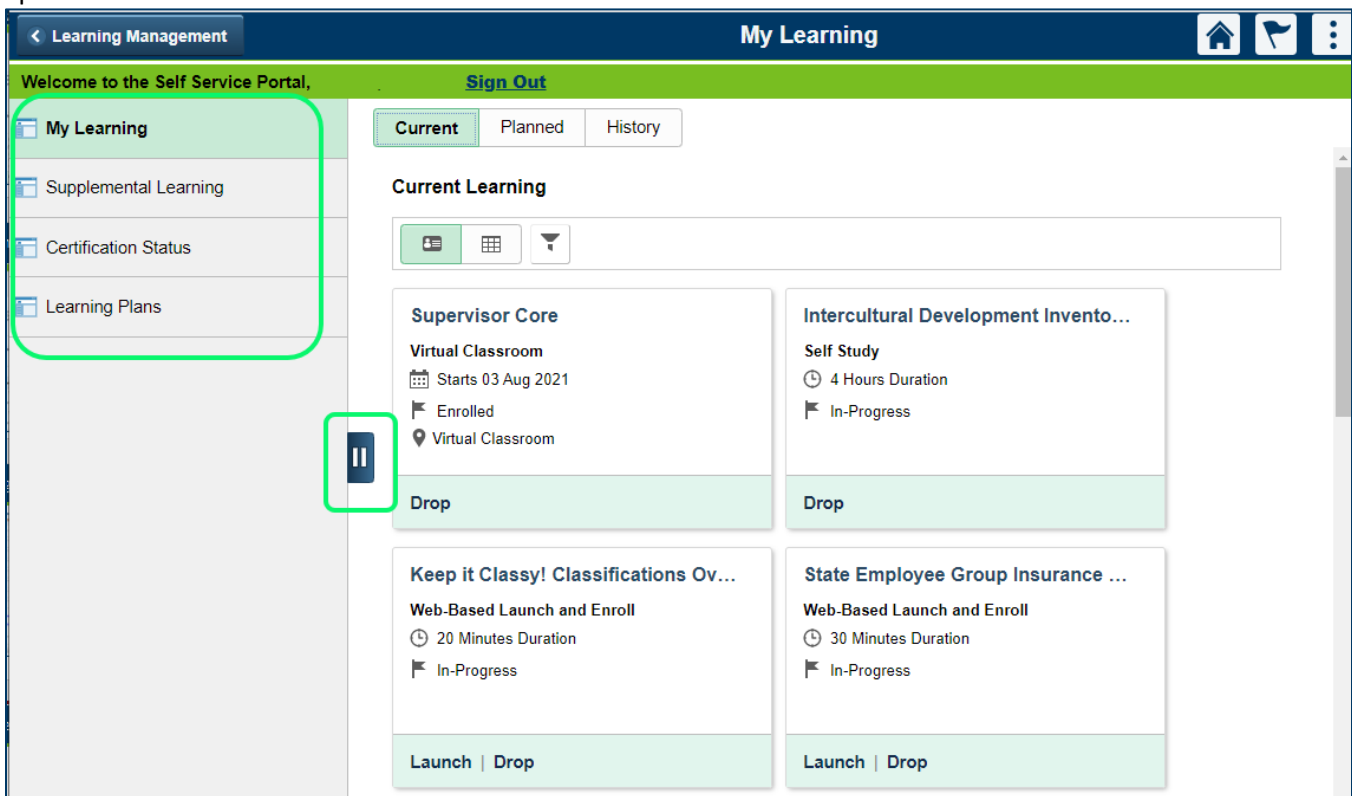 Learning Management
My Learning
Welcome to the Self Service Portal,
Sign Out
My Learning
Supplemental Learning
Certification Status
Learning Plans
Current Planned History
Current Learning
Supervisor Core
Virtual Classroom
Starts 03 Aug 2021
Enrolled
Virtual Classroom
Drop
Intercultural Development Invento...
Self Study
4 Hours Duration
In-Progress
Drop
Keep it Classy! Classifications Ov...
Web-Based Launch and Enroll
20 Minutes Duration
In-Progress
Launch | Drop
State Employee Group Insurance ...
Web-Based Launch and Enroll
30 Minutes Duration
In-Progress
Launch | Drop